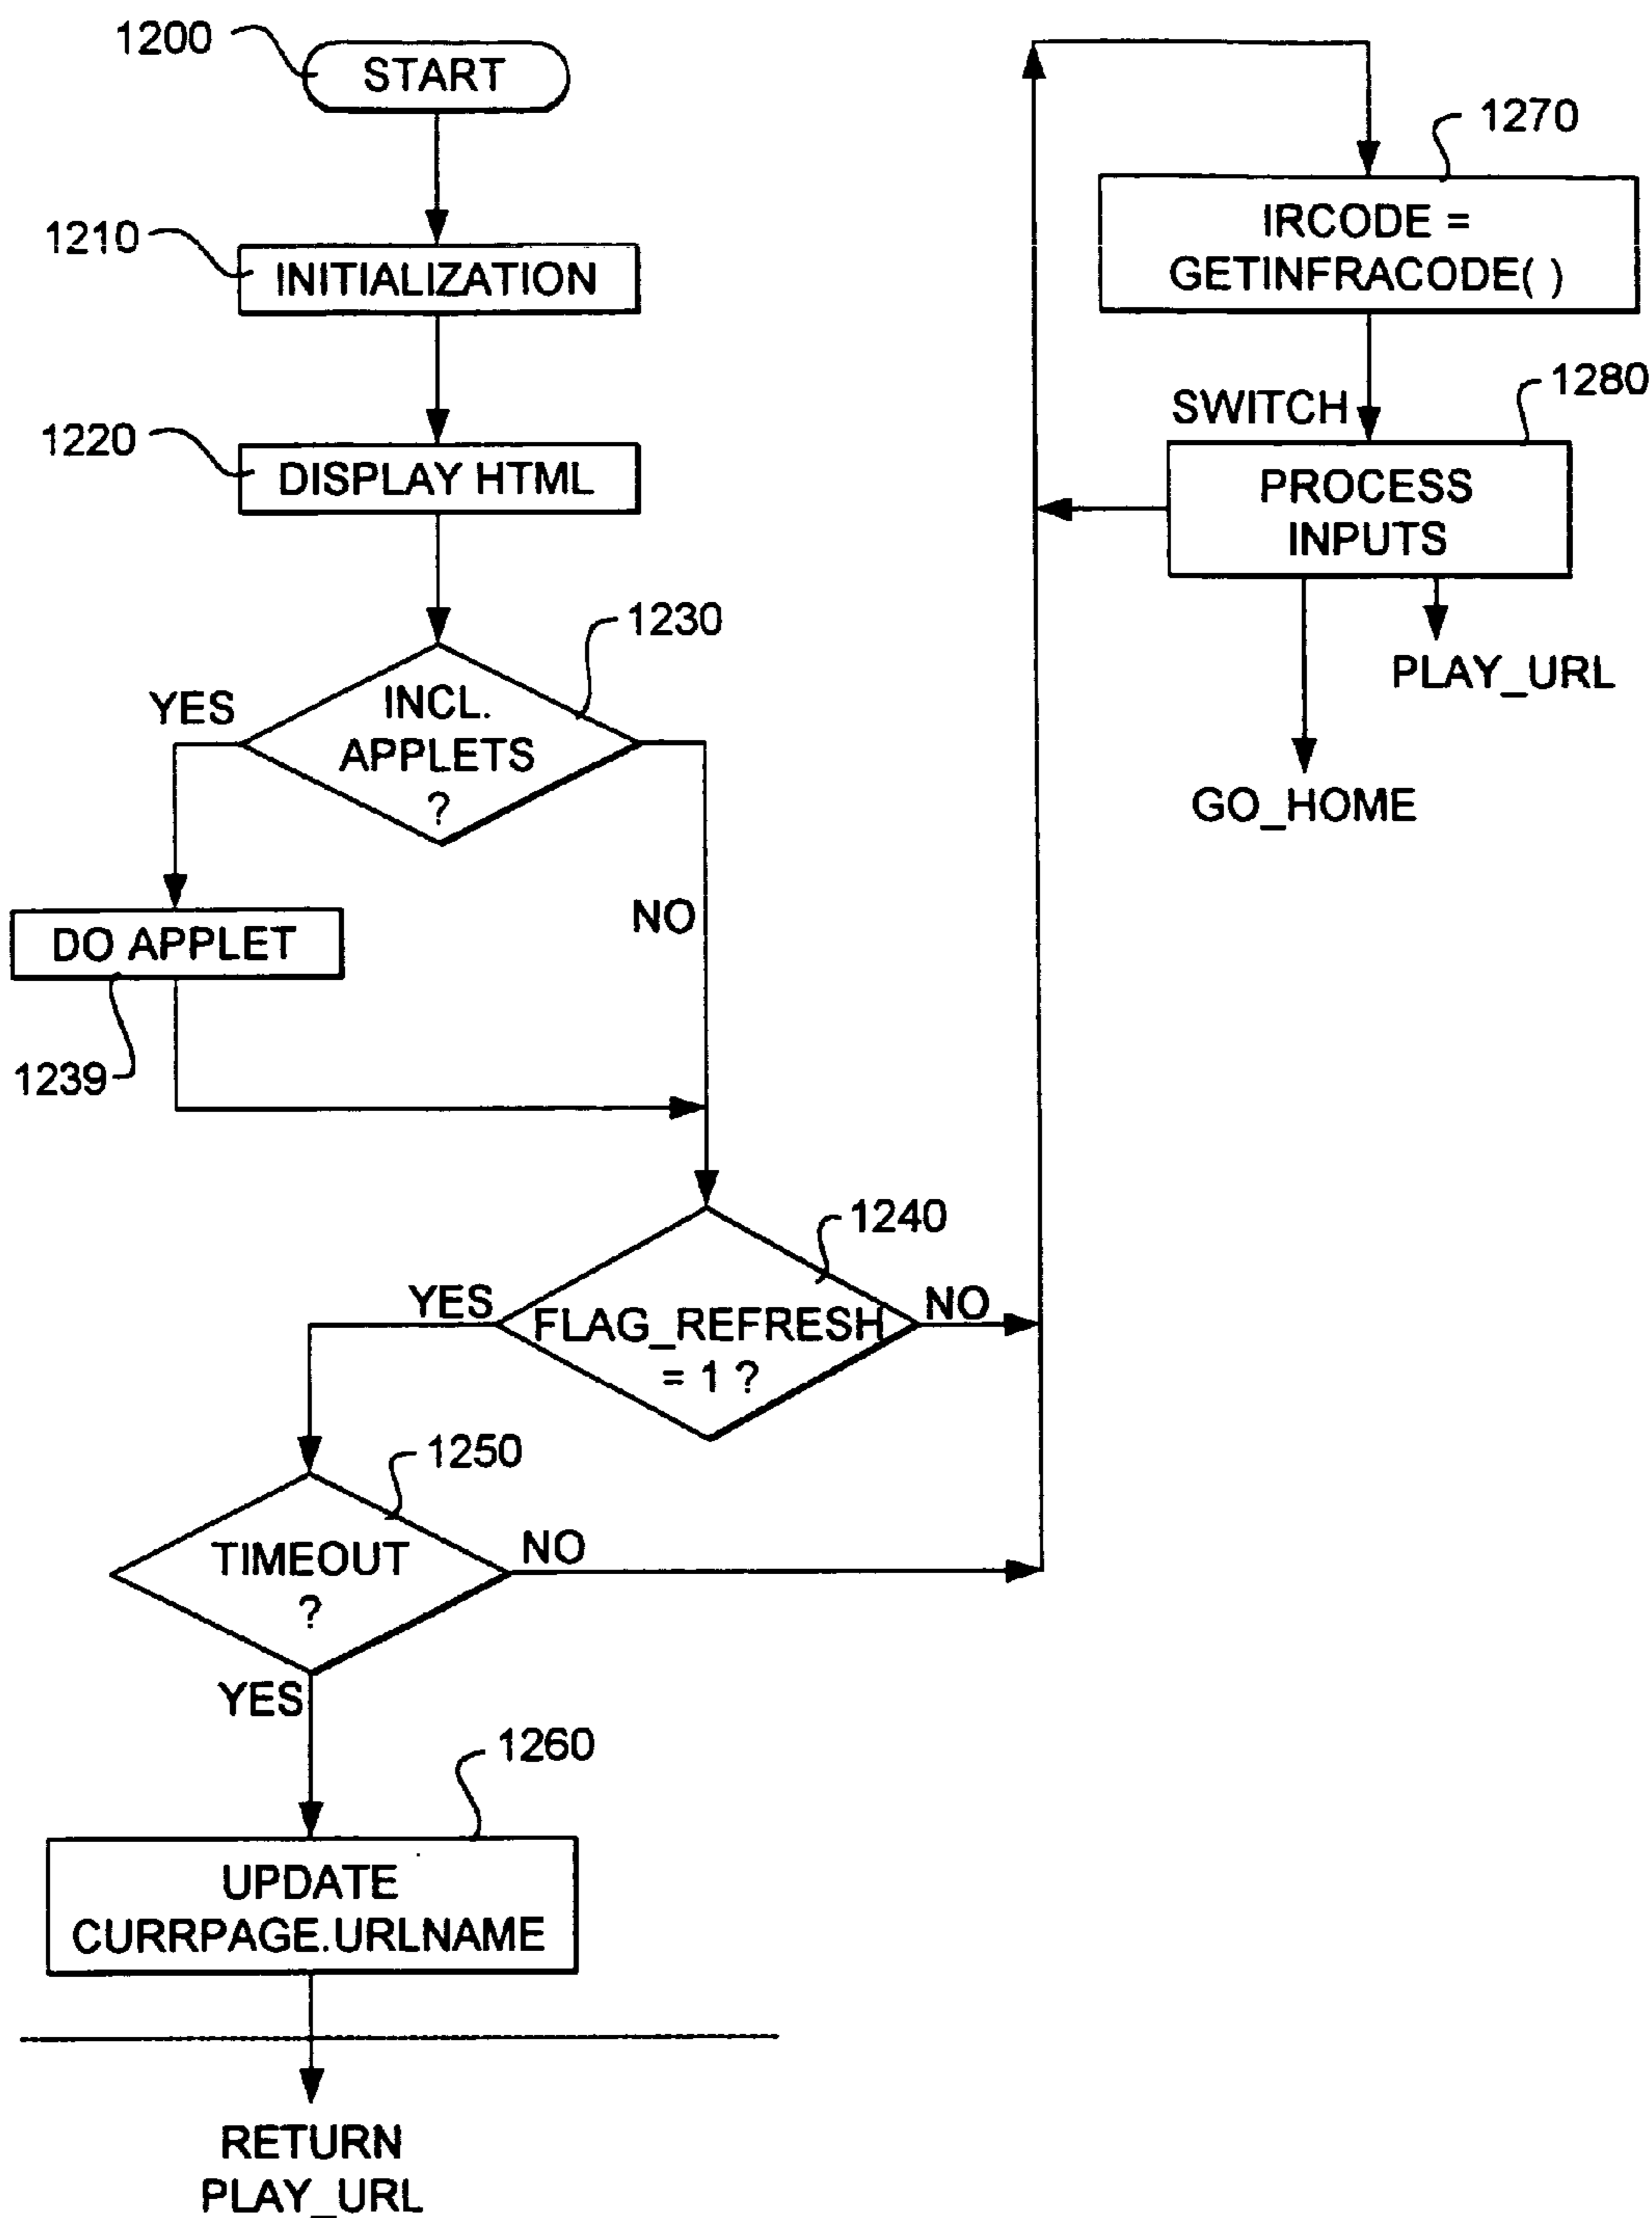 1200
START
1210
INITIALIZATION
1220
DISPLAY HTML
1230
INCL.
APPLETS
?
YES
NO
DO APPLET
1239
1240
FLAG_REFRESH
= 1 ?
YES
NO
1250
TIMEOUT
?
NO
YES
1260
UPDATE
CURRPAGE.URLNAME
RETURN
PLAY_URL
1270
IRCODE =
GETINFRACODE( )
SWITCH
1280
PROCESS
INPUTS
PLAY_URL
GO_HOME